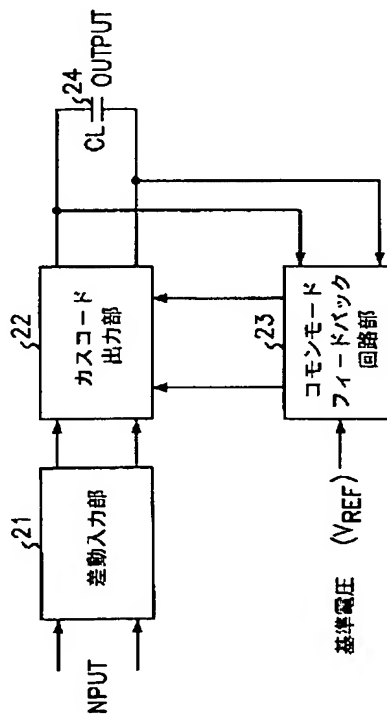 NPUT
21
差動入力部
22
カスコード
出力部
24
CL
OUTPUT
23
コモンモード
フィードバック
回路部
基準電圧 (VREF)